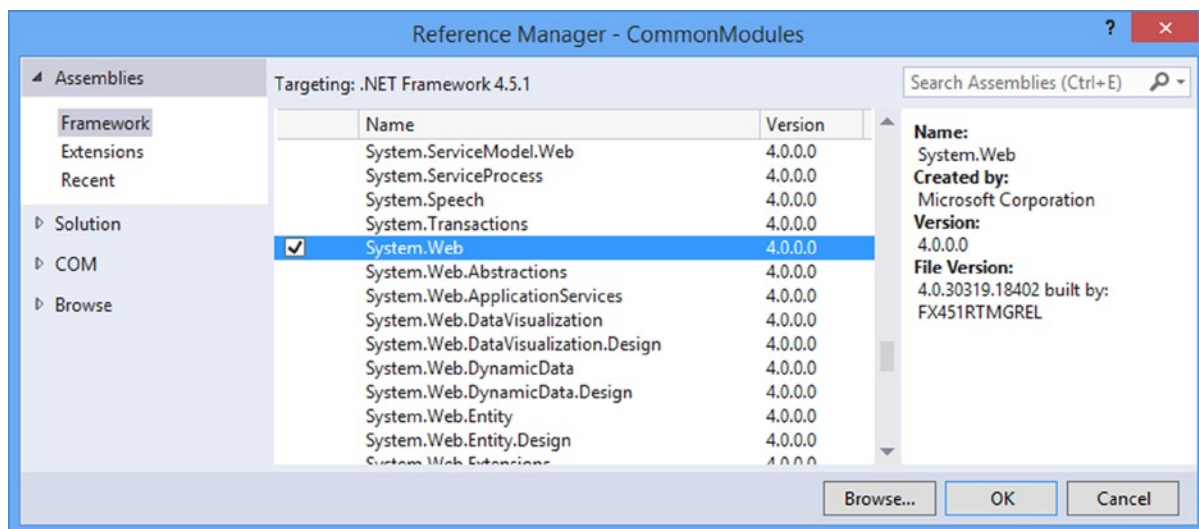 Reference Manager - CommonModules
?
Assemblies
Framework
Extensions
Recent
Solution
COM
Browse
Targeting: .NET Framework 4.5.1
Search Assemblies (Ctrl+E)
Name Version
System.ServiceModel.Web 4.0.0.0
System.ServiceProcess 4.0.0.0
System.Speech 4.0.0.0
System.Transactions 4.0.0.0
System.Web 4.0.0.0
System.Web.Abstractions 4.0.0.0
System.Web.ApplicationServices 4.0.0.0
System.Web.DataVisualization 4.0.0.0
System.Web.DataVisualization.Design 4.0.0.0
System.Web.DynamicData 4.0.0.0
System.Web.DynamicData.Design 4.0.0.0
System.Web.Entity 4.0.0.0
System.Web.Entity.Design 4.0.0.0
System.Web.Extensions 4.0.0.0
Name:
System.Web
Created by:
Microsoft Corporation
Version:
4.0.0.0
File Version:
4.0.30319.18402 built by:
FX451RTMGREL
Browse... OK Cancel